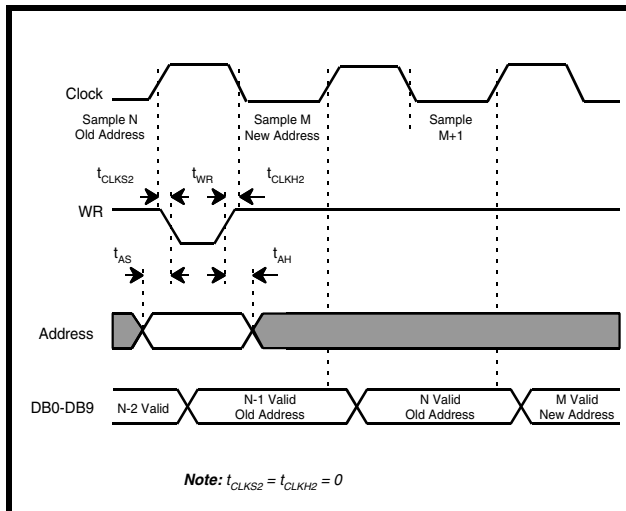 Clock
Sample N
Old Address
Sample M
New Address
Sample
M+1
tCLKS2
tWR
tCLKH2
WR
tAS
tAH
Address
DB0-DB9
N-2 Valid
N-1 Valid
Old Address
N Valid
Old Address
M Valid
New Address
Note: tCLKS2 = tCLKH2 = 0